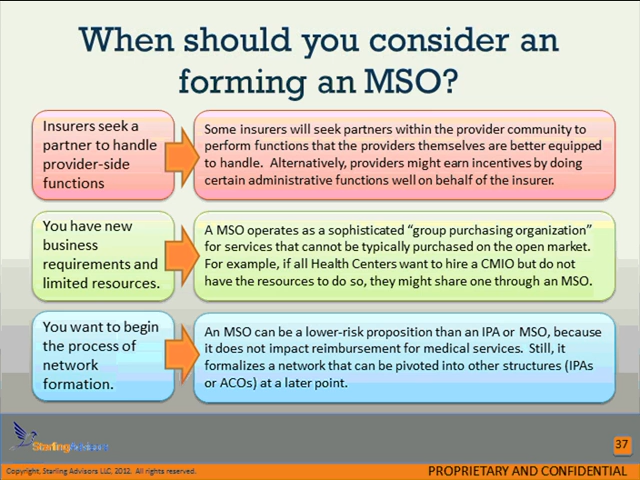 When should you consider an
forming an MSO?
Insurers seek a
partner to handle
provider-side
functions
Some insurers will seek partners within the provider community to
perform functions that the providers themselves are better equipped
to handle.  Alternatively, providers might earn incentives by doing
certain administrative functions well on behalf of the insurer.
You have new
business
requirements and
limited resources.
A MSO operates as a sophisticated “group purchasing organization”
for services that cannot be typically purchased on the open market.
For example, if all Health Centers want to hire a CMIO but do not
have the resources to do so, they might share one through an MSO.
You want to begin
the process of
network
formation.
An MSO can be a lower-risk proposition than an IPA or MSO, because
it does not impact reimbursement for medical services.  Still, it
formalizes a network that can be pivoted into other structures (IPAs
or ACOs) at a later point.
StarlingAdvisors
37
Copyright. Starling Advisors LLC, 2012.  All rights reserved.
PROPRIETARY AND CONFIDENTIAL